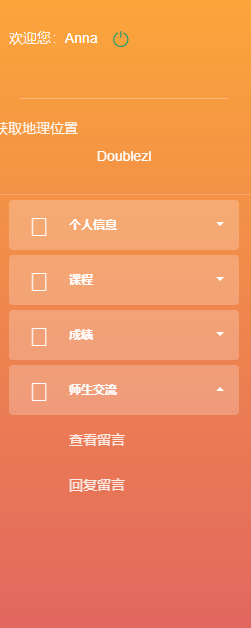 欢迎您：Anna
获取地理位置
Doublezl
个人信息
课程
成绩
师生交流
查看留言
回复留言